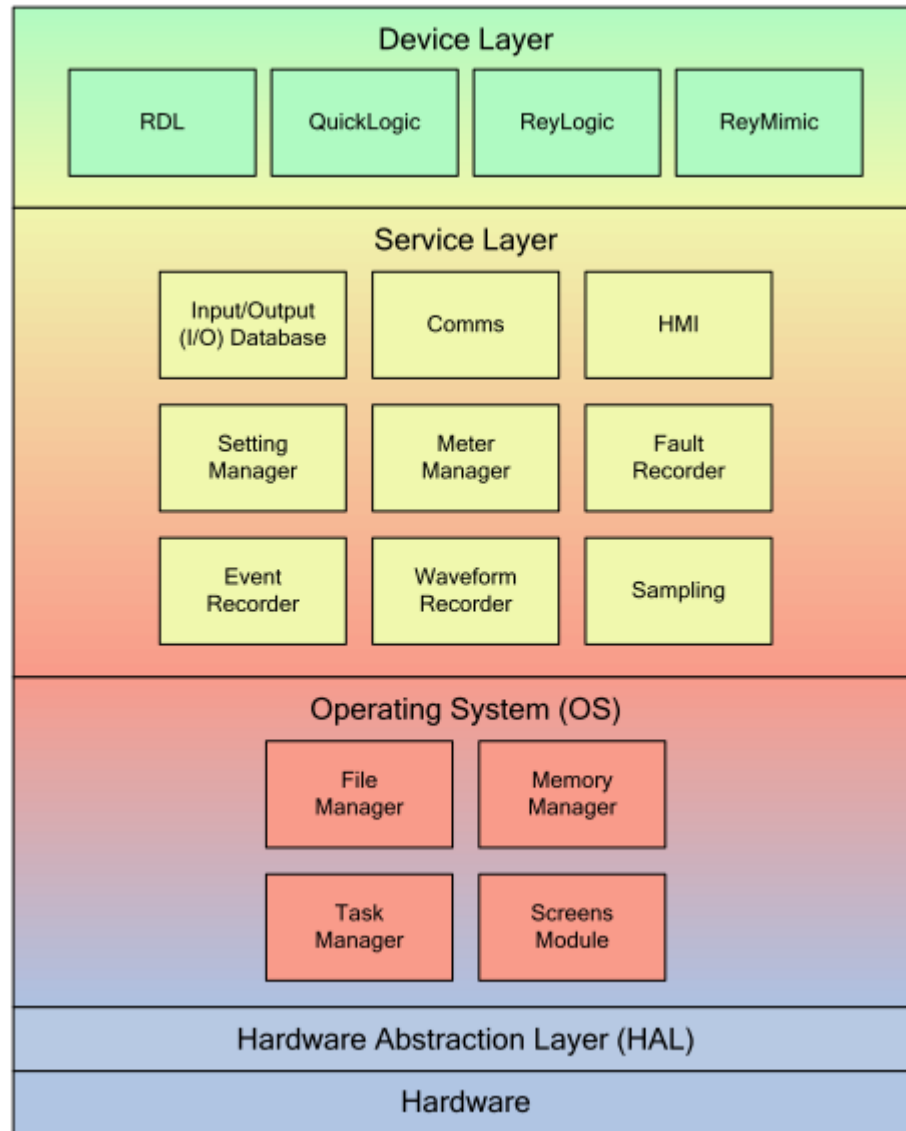 Device Layer
RDL
QuickLogic
ReyLogic
ReyMimic
Service Layer
Input/Output
(I/O) Database
Comms
HMI
Setting
Manager
Meter
Manager
Fault
Recorder
Event
Recorder
Waveform
Recorder
Sampling
Operating System (OS)
File
Manager
Memory
Manager
Task
Manager
Screens
Module
Hardware Abstraction Layer (HAL)
Hardware